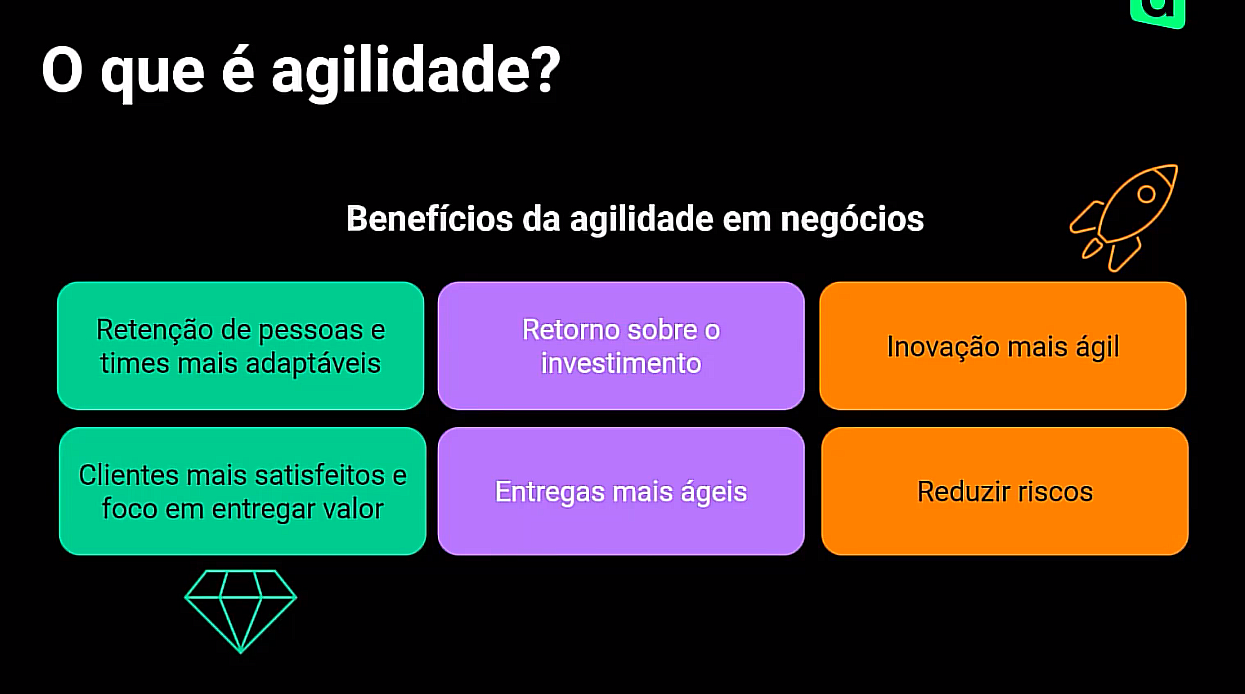 O que é agilidade?
Benefícios da agilidade em negócios
Retenção de pessoas e
times mais adaptáveis
Retorno sobre o
investimento
Inovação mais ágil
Clientes mais satisfeitos e
foco em entregar valor
Entregas mais ágeis
Reduzir riscos